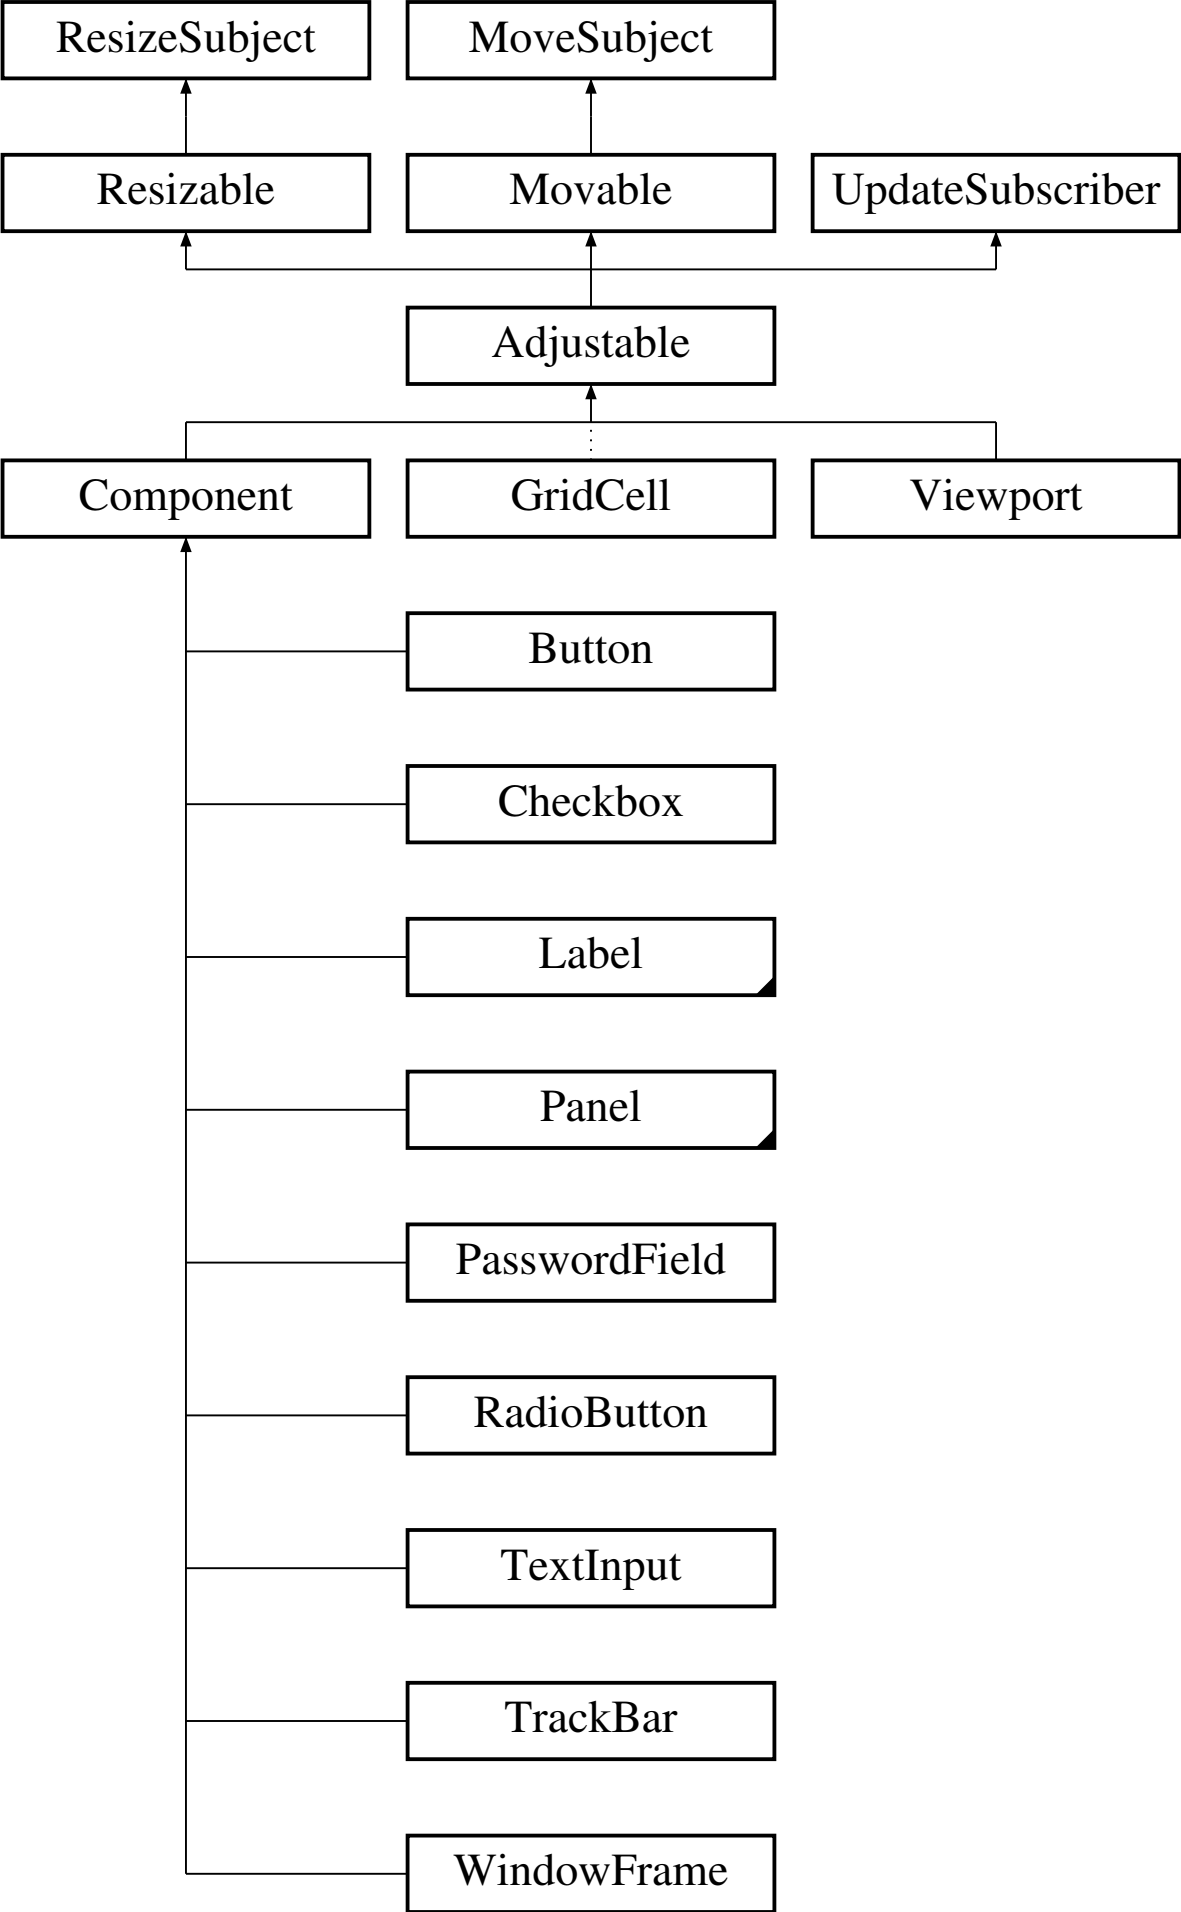 ResizeSubject
MoveSubject
Resizable
Movable
UpdateSubscriber
Adjustable
Component
GridCell
Viewport
Button
Checkbox
Label
Panel
PasswordField
RadioButton
TextInput
TrackBar
WindowFrame